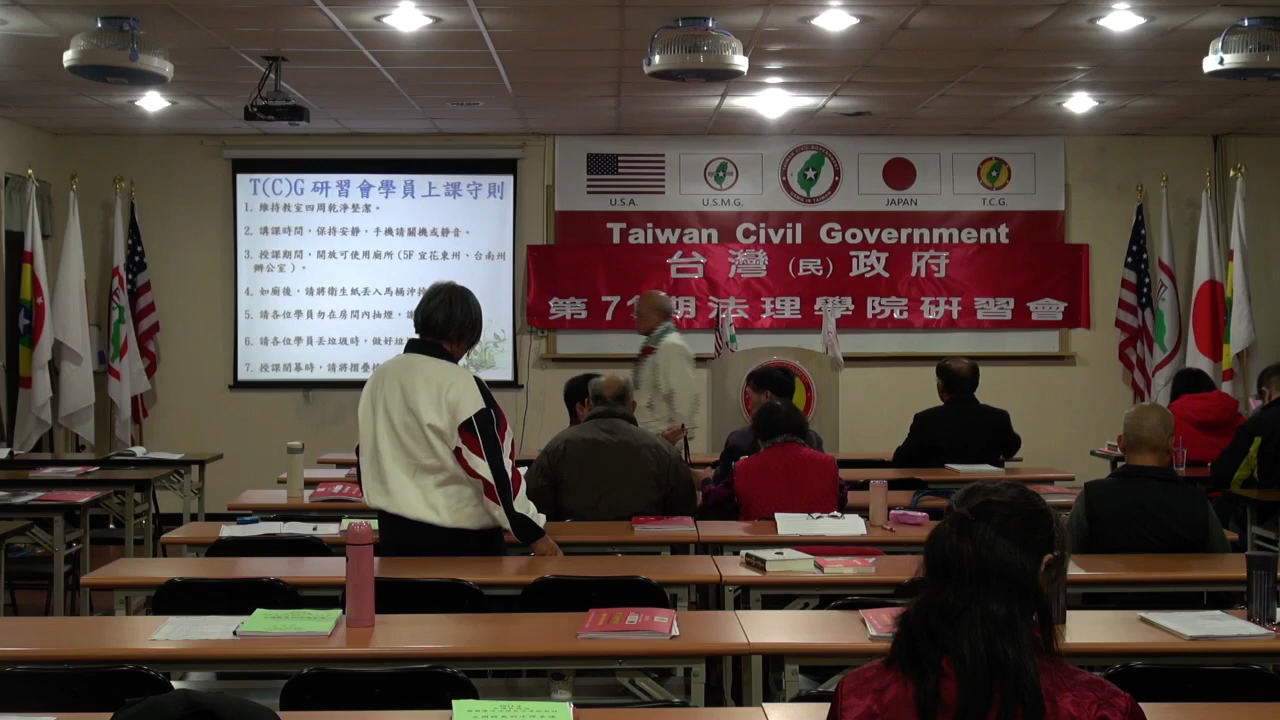 T(C)G 研習會學員上課守則
1. 維持教室四周乾淨整潔。
2. 講課時間，保持安靜，手機請關機或靜音。
3. 授課期間，開放可使用廁所(5F 宜花東州、台南州
辦公室)。
4. 如廁後，請將衛生紙丟入馬桶沖掉
5. 請各位學員勿在房間內抽煙，
6. 請各位學員丟垃圾時，做好垃
7. 授課閉幕時，請將摺疊
U.S.A.
U.S.M.G.
JAPAN
T.C.G.
Taiwan Civil Government
台灣(民)政府
第7 期法理學院研習會